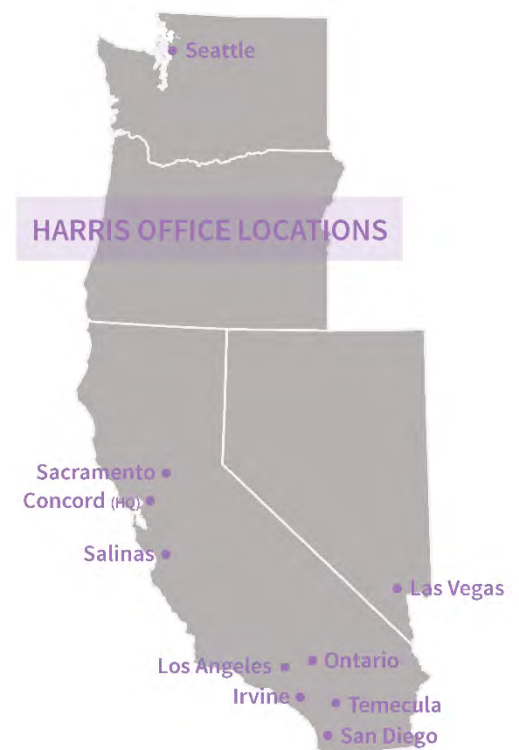 Seattle
HARRIS OFFICE LOCATIONS
Sacramento
Concord (HQ)
Salinas
Las Vegas
Los Angeles
Ontario
Irvine
Temecula
San Diego